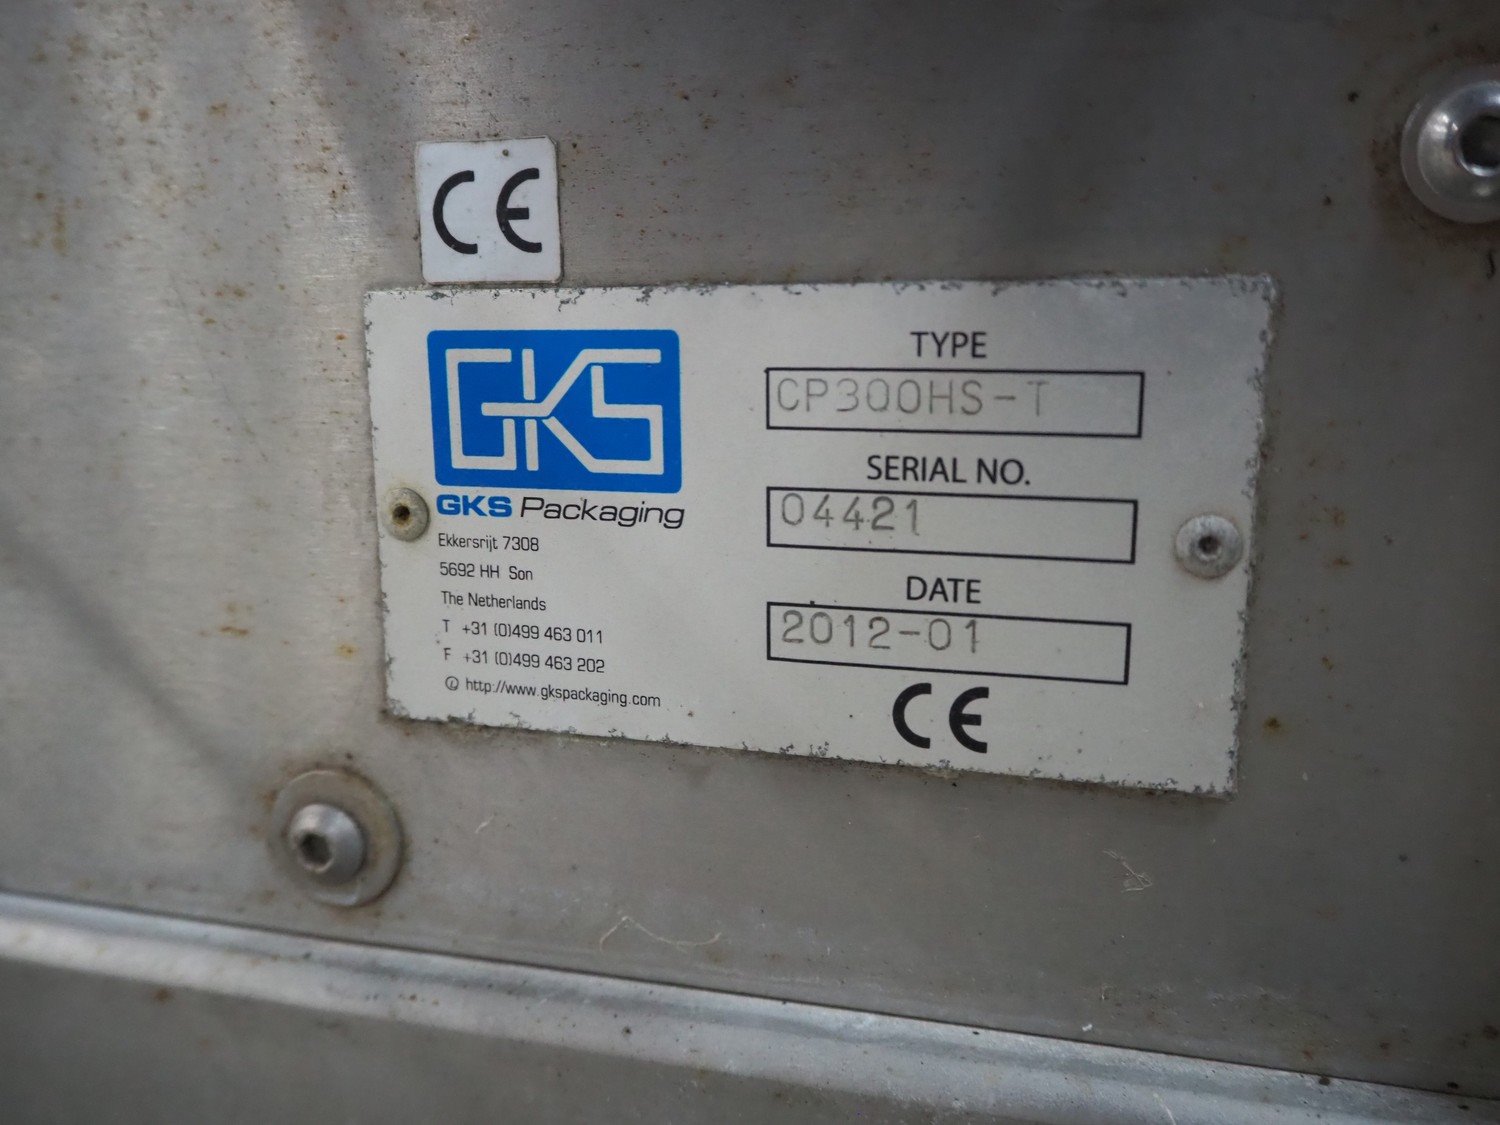 CE
GKS
GKS Packaging
Ekkersrijt 7308
5692 HH Son
The Netherlands
T +31 (0)499 463 011
F +31 (0)499 463 202
http://www.gkspackaging.com
TYPE
CP300HS-T
SERIAL NO.
04421
DATE
2012-01
CE